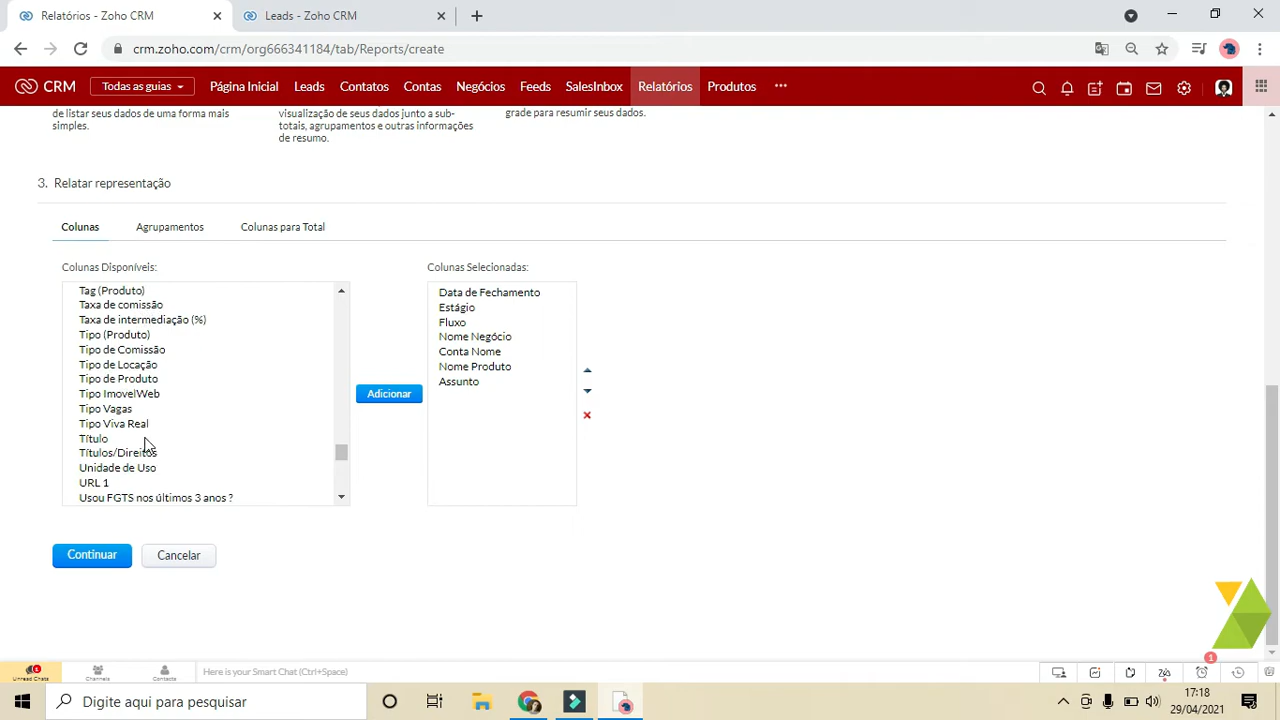 Relatórios - Zoho CRM
Leads - Zoho CRM
crm.zoho.com/crm/org666341184/tab/Reports/create
CRM
Todas as guias
Página Inicial
Leads
Contatos
Contas
Negócios
Feeds
SalesInbox
Relatórios
Produtos
de listar seus dados de uma forma mais
simples.
visualização de seus dados junto a sub-
totais, agrupamentos e outras informações
de resumo.
grade para resumir seus dados.
3. Relatar representação
Colunas
Agrupamentos
Colunas para Total
Colunas Disponíveis:
Tag (Produto)
Taxa de comissão
Taxa de intermediação (%)
Tipo (Produto)
Tipo de Comissão
Tipo de Locação
Tipo de Produto
Tipo ImovelWeb
Tipo Vagas
Tipo Viva Real
Título
Títulos/Direitos
Unidade de Uso
URL 1
Usou FGTS nos últimos 3 anos ?
Adicionar
Colunas Selecionadas:
Data de Fechamento
Estágio
Fluxo
Nome Negócio
Conta Nome
Nome Produto
Assunto
Continuar
Cancelar
Unread Chats
Channels
Contacts
Here is your Smart Chat (Ctrl+Space)
1
Digite aqui para pesquisar
17:18
29/04/2021